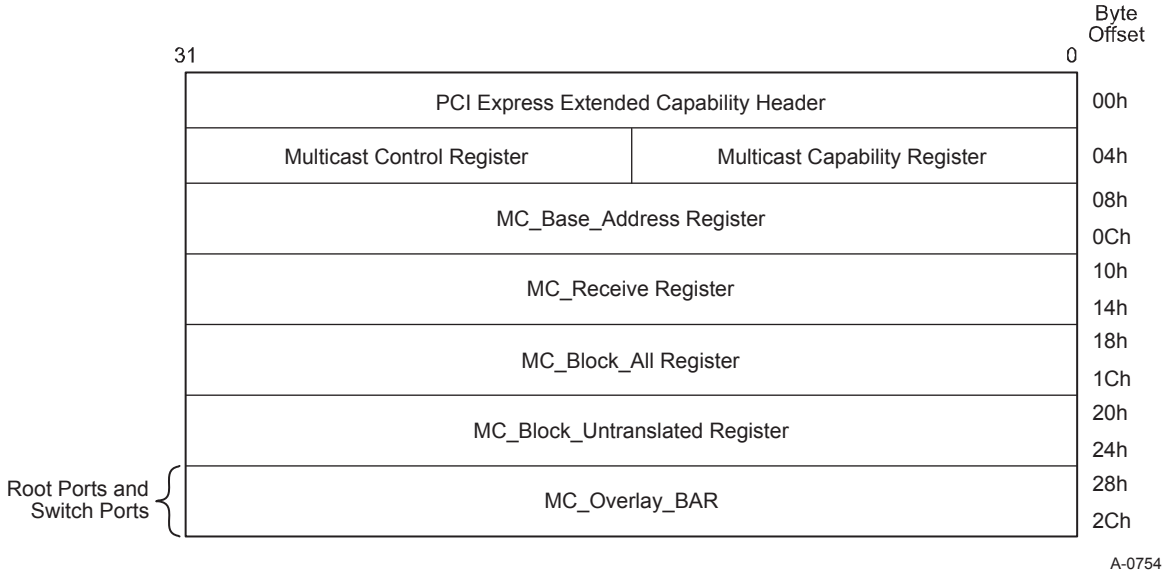 Byte
Offset
31 0
PCI Express Extended Capability Header 00h
Multicast Control Register Multicast Capability Register 04h
08h
MC_Base_Address Register
0Ch
10h
MC_Receive Register
14h
18h
MC_Block_All Register
1Ch
20h
MC_Block_Untranslated Register
24h
Root Ports and
Switch Ports
28h
MC_Overlay_BAR
2Ch
A-0754